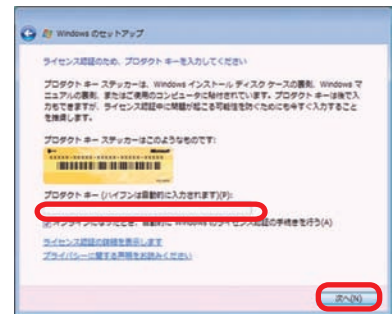 Windows のセットアップ
ライセンス認証のため、プロダクト キーを入力してください
プロダクト キー ステッカーは、Windows インストール ディスク ケースの裏側、Windows マ
ニュアルの裏側、またはご使用のコンピュータに貼付されています。プロダクト キーは後で入
力もできますが、ライセンス認証中に問題が起こる可能性を防ぐためにも今すぐ入力すること
を推奨します。
プロダクト キー ステッカーはこのようなものです:
プロダクト キー (ハイフンは自動的に入力されます)(P):
オンラインになったとき、自動的に Windows のライセンス認証の手続きを行う(A)
ライセンス認証の詳細を表示します
プライバシーに関する声明をお読みください
次へ(N)